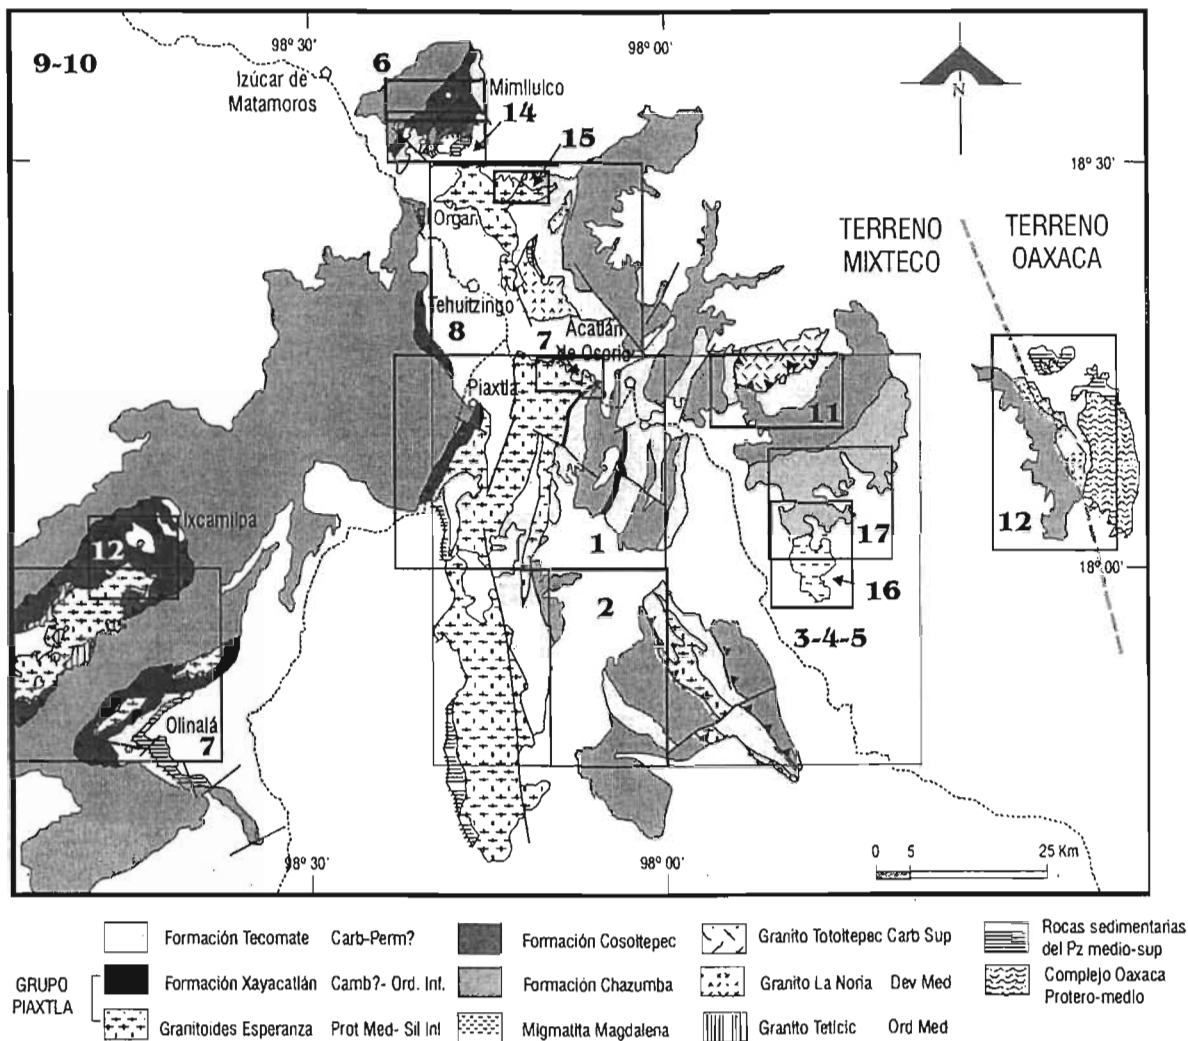 98° 30'
98° 00'
9-10
6
Izúcar de
Matamoros
Mimilulco
14
15
N
18° 30'
Organ
TERRENO
MIXTECO
TERRENO
OAXACA
Tehuitzingo
8
7
Acatlán
de Osorio
Piaxtla
11
Ixcamilpa
12
1
17
12
18° 00'
16
2
3-4-5
Olinalá
7
98° 30'
98° 00'
0 5 25 Km
Formación Tecomate Carb-Perm?
Formación Cosoltepec
Granito Totoltepec Carb Sup
Rocas sedimentarias
del Pz medio-sup
GRUPO
PIAXTLA
Formación Xayacatlán Camb?- Ord. Inf.
Formación Chazumba
Granito La Noria Dev Med
Complejo Oaxaca
Protero-medio
Granitoides Esperanza Prot Med- Sil Inf
Migmatita Magdalena
Granito Teticic Ord Med